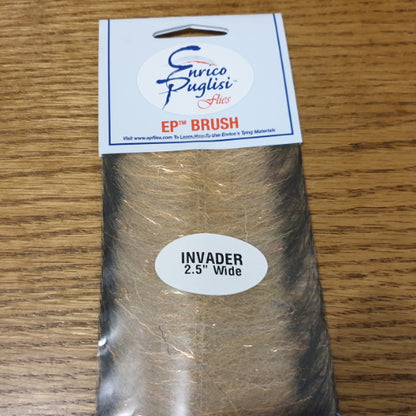 Enrico
Puglisi™
Flies
EP™ BRUSH
Visit www.epflies.com To Learn How To Use Enrico's Tying Materials
INVADER
2.5" Wide